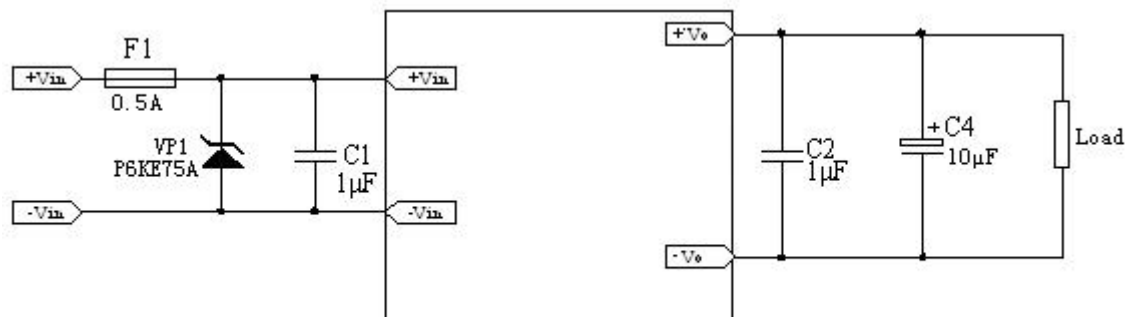 F1
+Vin
0.5A
VP1
P6KE75A
C1
1μF
-Vin
+Vin
-Vin
+Vo
-Vo
C2
1μF
+C4
10μF
Load